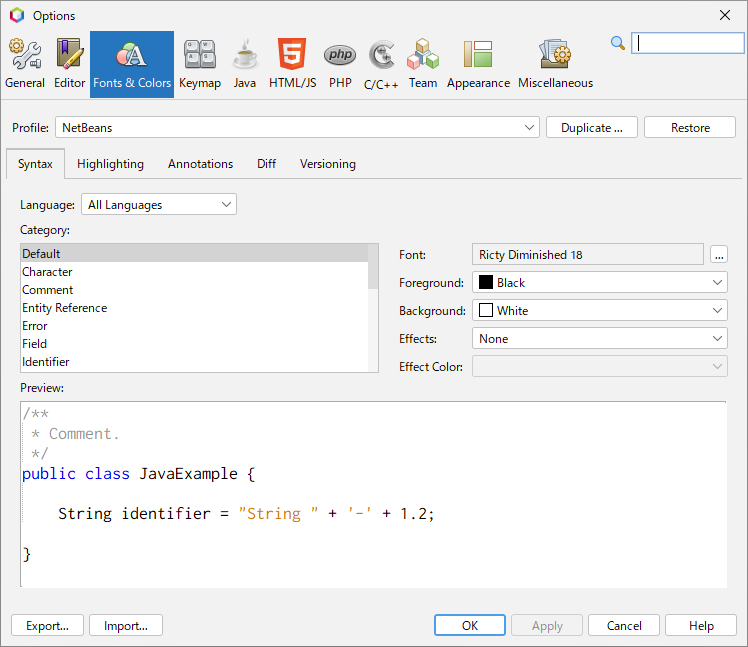 Options
General Editor Fonts & Colors Keymap Java HTML/JS PHP C/C++ Team Appearance Miscellaneous
Profile: NetBeans Duplicate ... Restore
Syntax Highlighting Annotations Diff Versioning
Language: All Languages
Category:
Default
Character
Comment
Entity Reference
Error
Field
Identifier
Font: Ricty Diminished 18 ...
Foreground: Black
Background: White
Effects: None
Effect Color:
Preview:
/**
 * Comment.
 */
public class JavaExample {
    String identifier = "String " + '-' + 1.2;
}
Export... Import... OK Apply Cancel Help